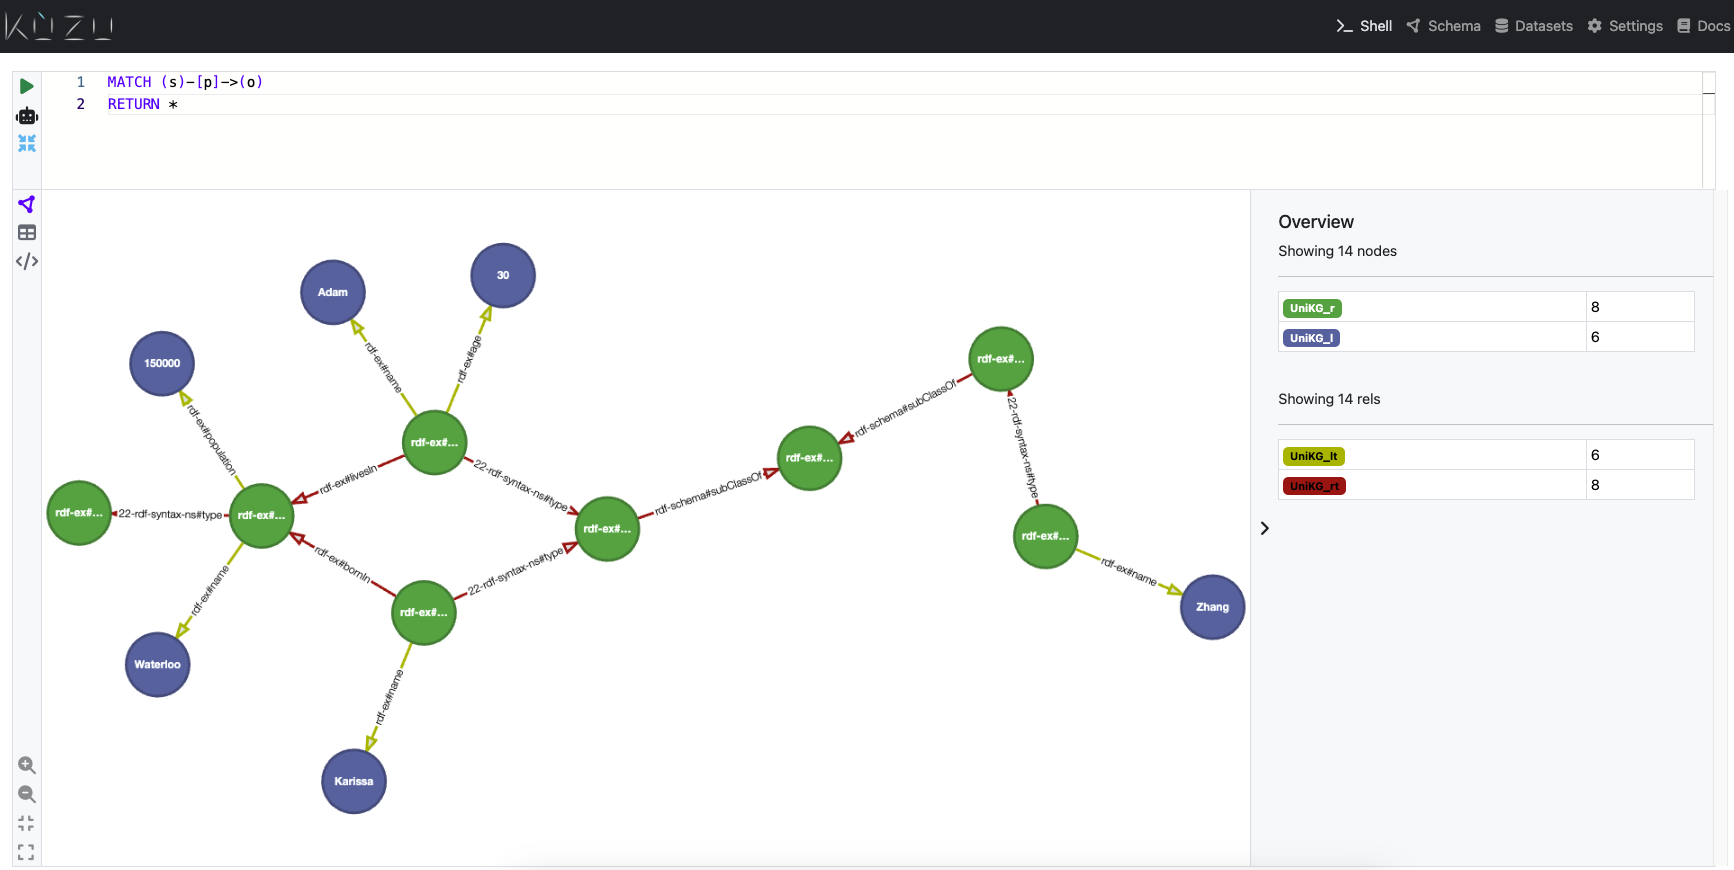 KÙZU
Shell
Schema
Datasets
Settings
Docs
1 MATCH (s)-[p]->(o)
2 RETURN *
Adam
30
150000
rdf-ex#name
rdf-ex#age
rdf-ex#...
rdf-ex#population
rdf-ex#...
rdf-schema#subClassOf
22-rdf-syntax-ns#type
rdf-ex#...
rdf-ex#livesIn
22-rdf-syntax-ns#type
rdf-schema#subClassOf
rdf-ex#...
22-rdf-syntax-ns#type
rdf-ex#...
rdf-ex#...
rdf-ex#...
rdf-ex#bornIn
22-rdf-syntax-ns#type
rdf-ex#name
rdf-ex#name
rdf-ex#...
Zhang
Waterloo
rdf-ex#name
Karissa
Overview
Showing 14 nodes
UniKG_r 8
UniKG_l 6
Showing 14 rels
UniKG_lt 6
UniKG_rt 8